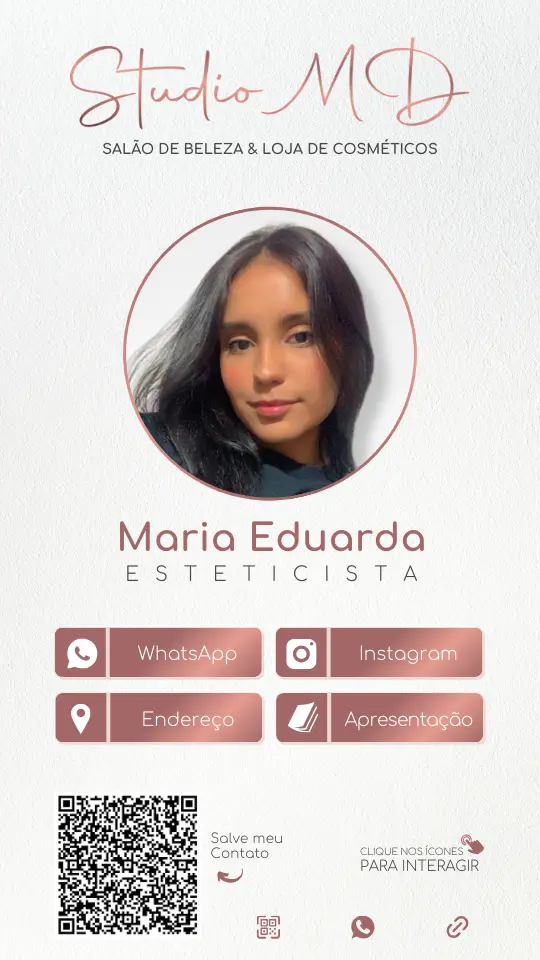 Studio MD
SALÃO DE BELEZA & LOJA DE COSMÉTICOS
Maria Eduarda
ESTETICISTA
WhatsApp
Instagram
Endereço
Apresentação
Salve meu
Contato
CLIQUE NOS ÍCONES
PARA INTERAGIR